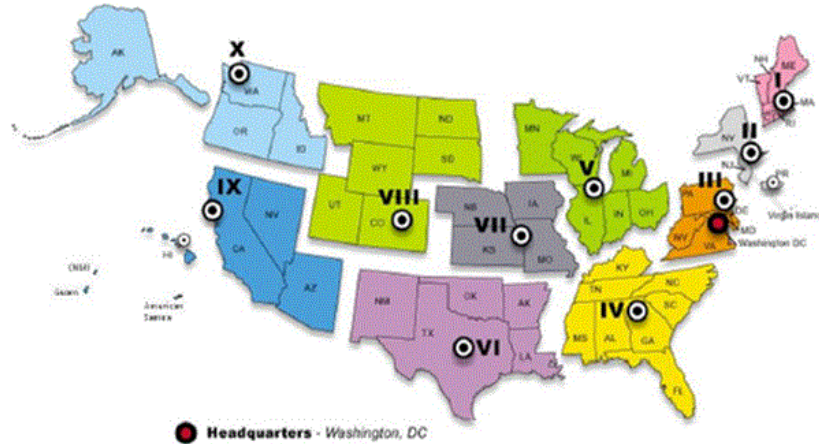 AK
X
WA
OR
ID
MT
ND
SD
WY
UT
CO
VIII
IX
NV
CA
AZ
HI
CNMI
Guam
American
Samoa
NB
IA
KS
MO
VII
MN
WI
MI
V
IL
IN
OH
NH
VT
ME
I
MA
RI
NY
II
NJ
PR
Virgin Island
III
PA
DE
MD
Washington DC
WV
VA
NM
OK
AK
TX
LA
VI
KY
TN
NC
SC
IV
MS
AL
GA
FL
Headquarters - Washington, DC